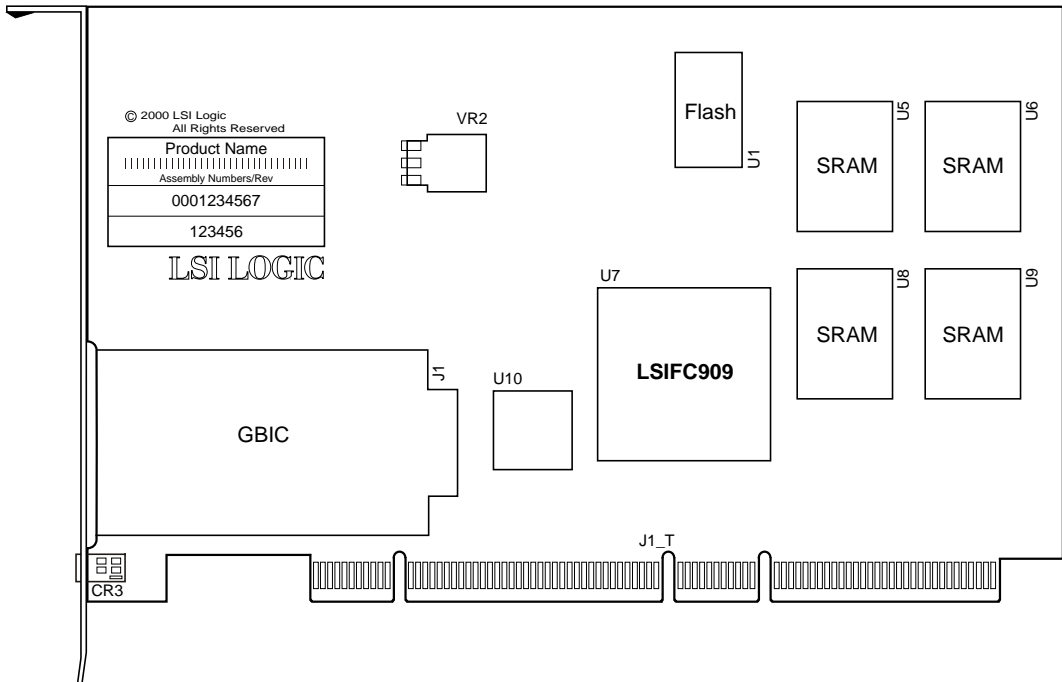 © 2000 LSI Logic
All Rights Reserved
Product Name
Assembly Numbers/Rev
0001234567
123456
LSI LOGIC
VR2
Flash
U1
U5
SRAM
U6
SRAM
U7
LSIFC909
U8
SRAM
U9
SRAM
J1
GBIC
U10
J1_T
CR3